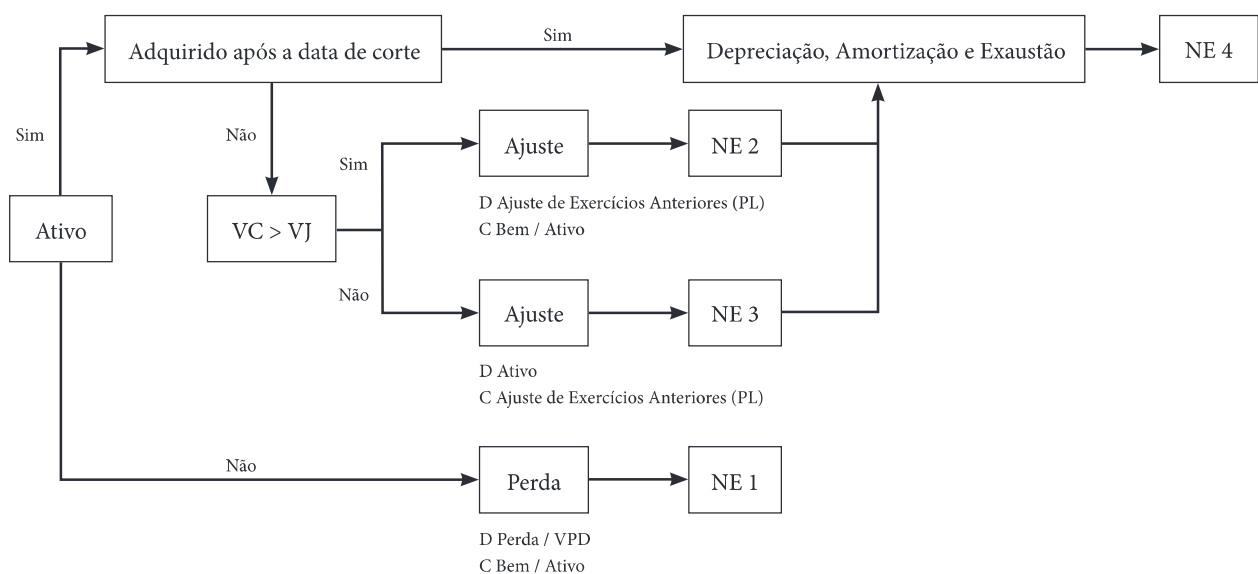 Adquirido após a data de corte
Sim
Depreciação, Amortização e Exaustão
NE 4
Sim
Não
Sim
Ajuste
NE 2
D Ajuste de Exercícios Anteriores (PL)
C Bem / Ativo
Ativo
VC > VJ
Não
Ajuste
NE 3
D Ativo
C Ajuste de Exercícios Anteriores (PL)
Não
Perda
NE 1
D Perda / VPD
C Bem / Ativo